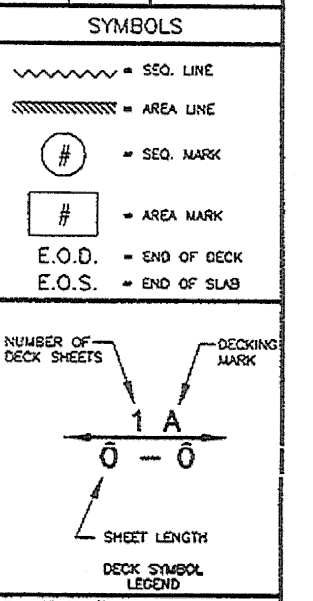 SYMBOLS
= SEQ. LINE
= AREA LINE
# = SEQ. MARK
# = AREA MARK
E.O.D. = END OF DECK
E.O.S. = END OF SLAB
NUMBER OF DECKING
DECK SHEETS MARK
1 A
0 - 0
SHEET LENGTH
DECK SYMBOL
LEGEND